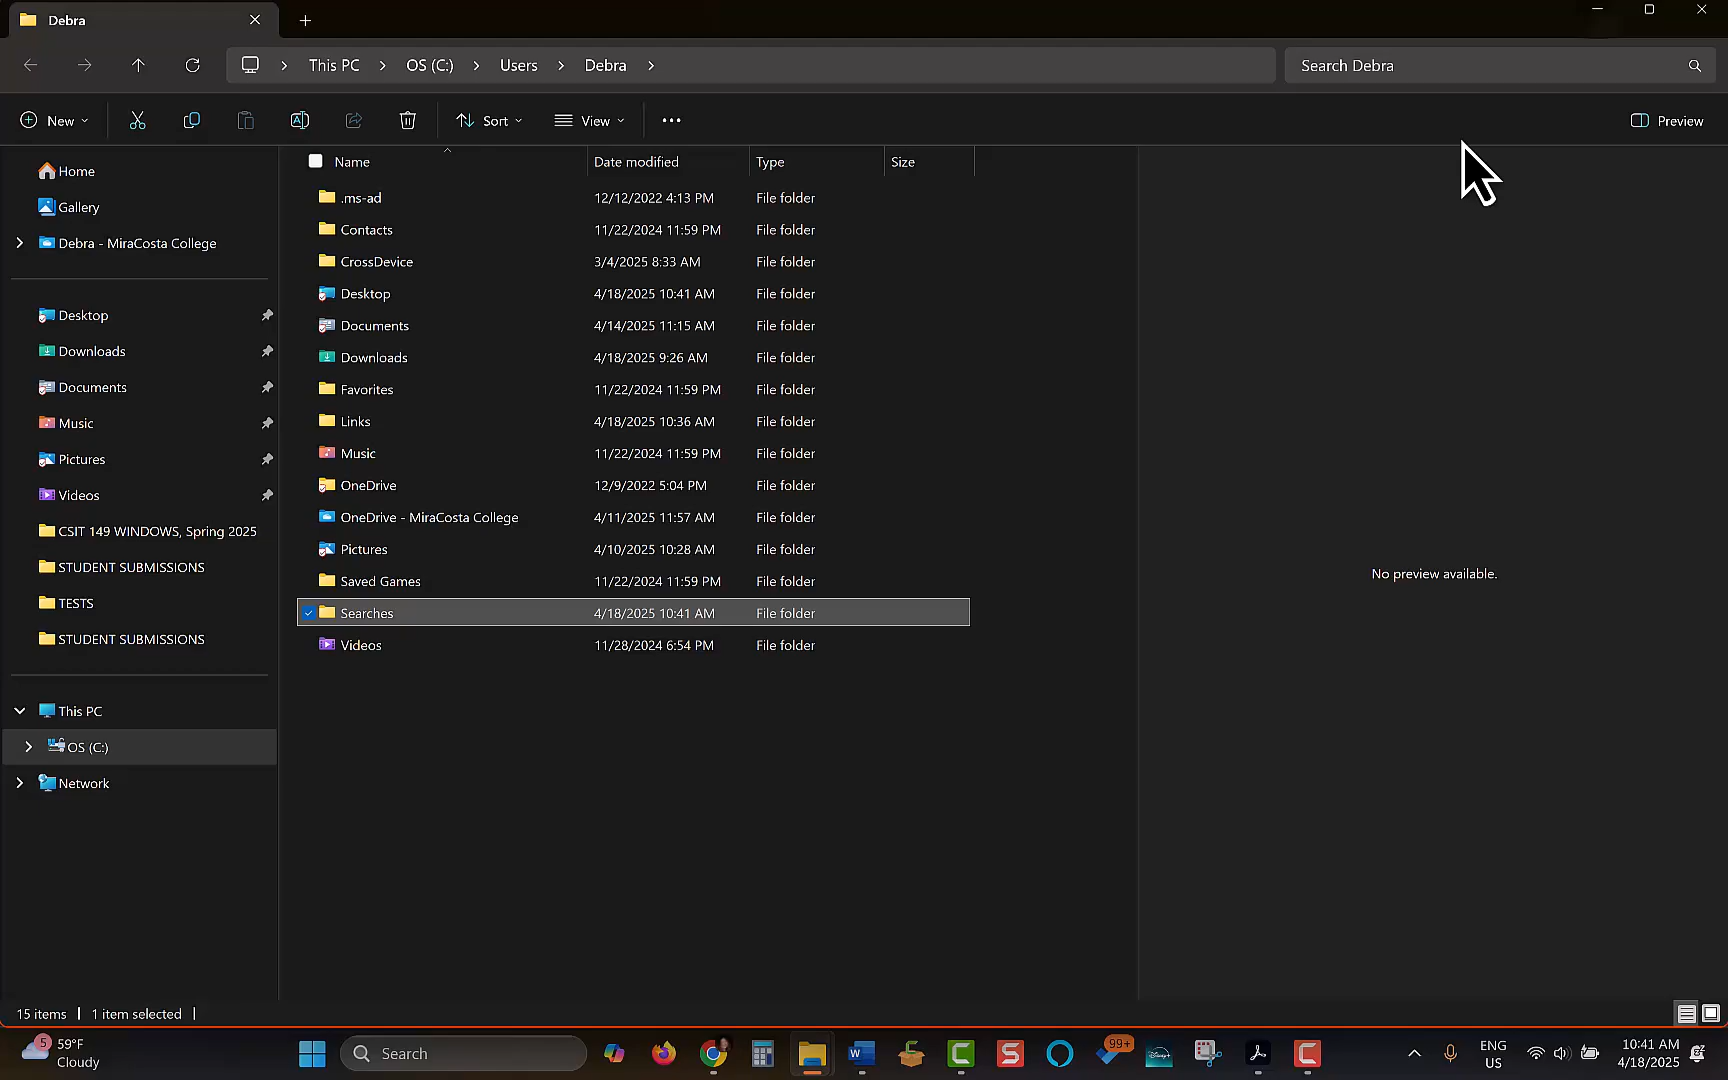 Debra
This PC > OS (C:) > Users > Debra >
Search Debra
New
Sort
View
Preview
Home
Gallery
Debra - MiraCosta College
Desktop
Downloads
Documents
Music
Pictures
Videos
CSIT 149 WINDOWS, Spring 2025
STUDENT SUBMISSIONS
TESTS
STUDENT SUBMISSIONS
This PC
OS (C:)
Network
Name Date modified Type Size
.ms-ad 12/12/2022 4:13 PM File folder
Contacts 11/22/2024 11:59 PM File folder
CrossDevice 3/4/2025 8:33 AM File folder
Desktop 4/18/2025 10:41 AM File folder
Documents 4/14/2025 11:15 AM File folder
Downloads 4/18/2025 9:26 AM File folder
Favorites 11/22/2024 11:59 PM File folder
Links 4/18/2025 10:36 AM File folder
Music 11/22/2024 11:59 PM File folder
OneDrive 12/9/2022 5:04 PM File folder
OneDrive - MiraCosta College 4/11/2025 11:57 AM File folder
Pictures 4/10/2025 10:28 AM File folder
Saved Games 11/22/2024 11:59 PM File folder
Searches 4/18/2025 10:41 AM File folder
Videos 11/28/2024 6:54 PM File folder
No preview available.
15 items | 1 item selected |
5
59°F
Cloudy
Search
W
C
S
99+
Disney+
C
ENG
US
10:41 AM
4/18/2025